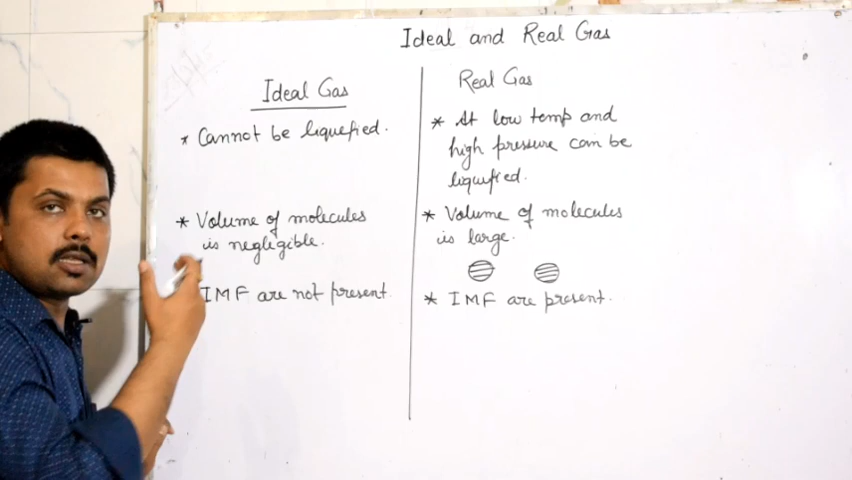 Ideal and Real Gas
Ideal Gas
* Cannot be liquefied.
* Volume of molecules
is negligible.
IMF are not present.
Real Gas
* At low temp and
high pressure can be
liquified.
* Volume of molecules
is large.
* IMF are present.